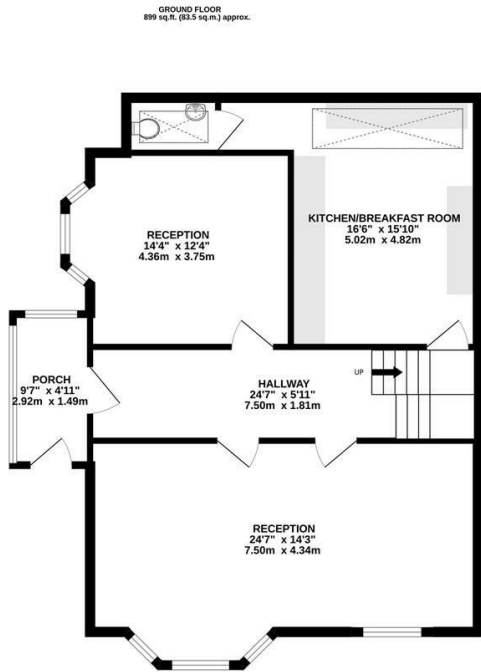 GROUND FLOOR
899 sq.ft. (83.5 sq.m.) approx.
RECEPTION
14'4" x 12'4"
4.36m x 3.75m
KITCHEN/BREAKFAST ROOM
16'6" x 15'10"
5.02m x 4.82m
PORCH
9'7" x 4'11"
2.92m x 1.49m
HALLWAY
24'7" x 5'11"
7.50m x 1.81m
UP
RECEPTION
24'7" x 14'3"
7.50m x 4.34m